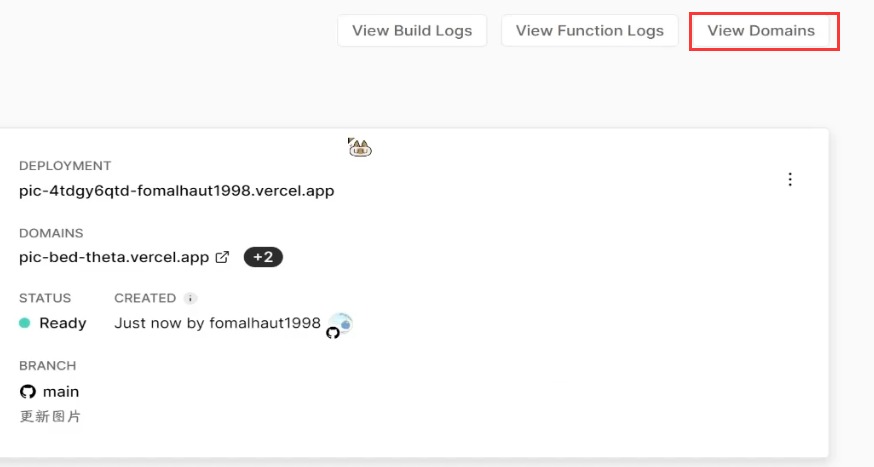 View Build Logs View Function Logs View Domains
DEPLOYMENT
pic-4tdgy6qtd-fomalhaut1998.vercel.app
DOMAINS
pic-bed-theta.vercel.app +2
STATUS CREATED
Ready Just now by fomalhaut1998
BRANCH
main
更新图片